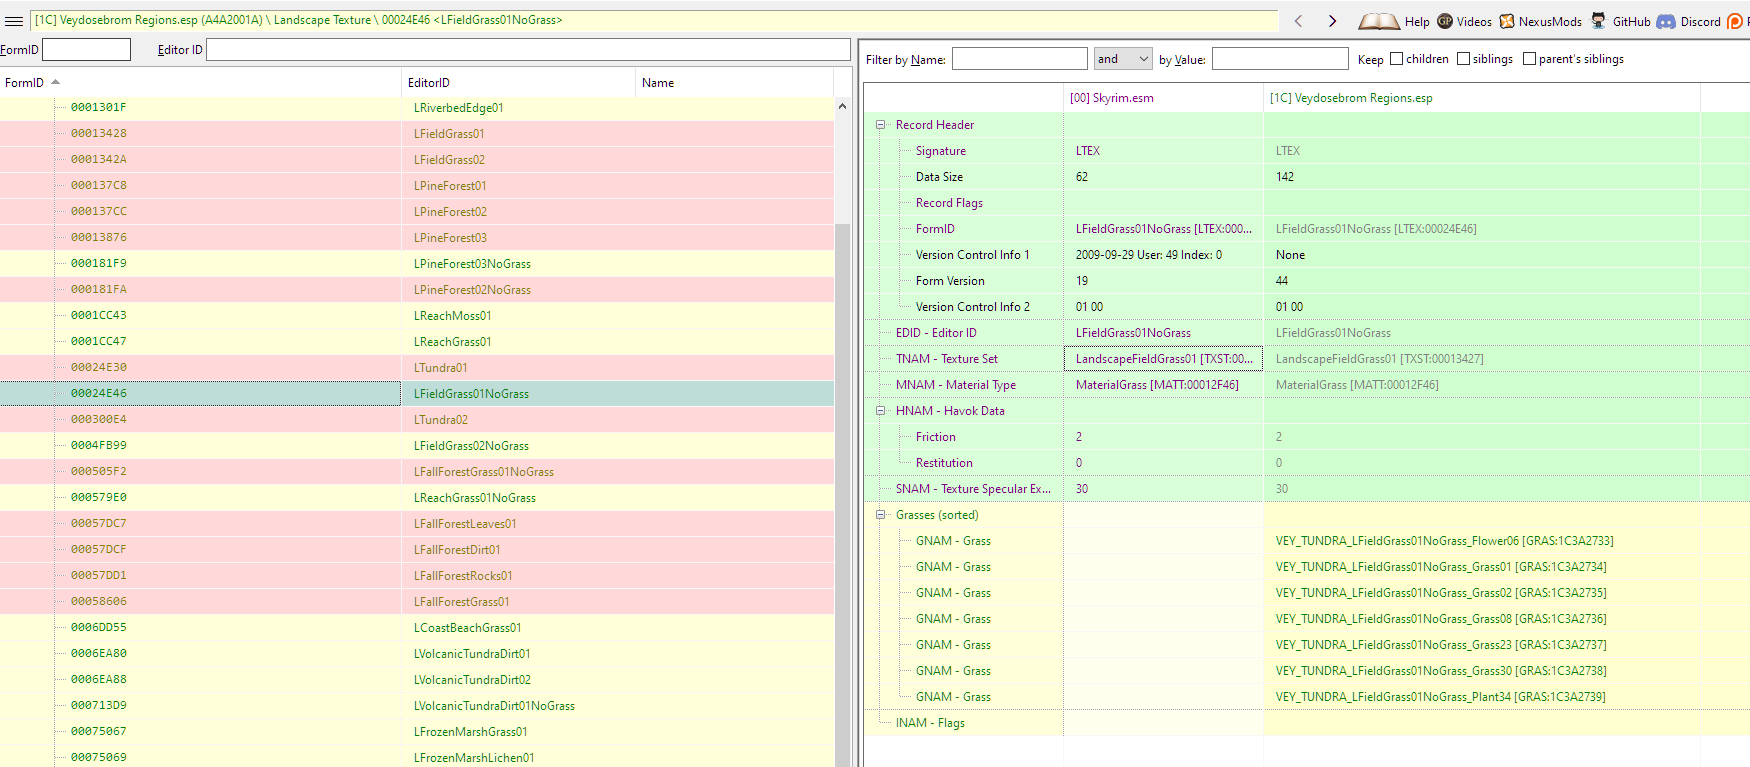 [1C] Veydosebrom Regions.esp (A4A2001A) \ Landscape Texture \ 00024E46 <LFieldGrass01NoGrass>
Help Videos NexusMods GitHub Discord
FormID Editor ID
FormID EditorID Name
0001301F LRiverbedEdge01
00013428 LFieldGrass01
0001342A LFieldGrass02
000137C8 LPineForest01
000137CC LPineForest02
00013876 LPineForest03
000181F9 LPineForest03NoGrass
000181FA LPineForest02NoGrass
0001CC43 LReachMoss01
0001CC47 LReachGrass01
00024E30 LTundra01
00024E46 LFieldGrass01NoGrass
000300E4 LTundra02
0004FB99 LFieldGrass02NoGrass
000505F2 LFallForestGrass01NoGrass
000579E0 LReachGrass01NoGrass
00057DC7 LFallForestLeaves01
00057DCF LFallForestDirt01
00057DD1 LFallForestRocks01
00058606 LFallForestGrass01
0006DD55 LCoastBeachGrass01
0006EA80 LVolcanicTundraDirt01
0006EA88 LVolcanicTundraDirt02
000713D9 LVolcanicTundraDirt01NoGrass
00075067 LFrozenMarshGrass01
00075069 LFrozenMarshLichen01
Filter by Name: and by Value: Keep children siblings parent's siblings
[00] Skyrim.esm [1C] Veydosebrom Regions.esp
Record Header
Signature LTEX LTEX
Data Size 62 142
Record Flags
FormID LFieldGrass01NoGrass [LTEX:000... LFieldGrass01NoGrass [LTEX:00024E46]
Version Control Info 1 2009-09-29 User: 49 Index: 0 None
Form Version 19 44
Version Control Info 2 01 00 01 00
EDID - Editor ID LFieldGrass01NoGrass LFieldGrass01NoGrass
TNAM - Texture Set LandscapeFieldGrass01 [TXST:00... LandscapeFieldGrass01 [TXST:00013427]
MNAM - Material Type MaterialGrass [MATT:00012F46] MaterialGrass [MATT:00012F46]
HNAM - Havok Data
Friction 2 2
Restitution 0 0
SNAM - Texture Specular Ex... 30 30
Grasses (sorted)
GNAM - Grass VEY_TUNDRA_LFieldGrass01NoGrass_Flower06 [GRAS:1C3A2733]
GNAM - Grass VEY_TUNDRA_LFieldGrass01NoGrass_Grass01 [GRAS:1C3A2734]
GNAM - Grass VEY_TUNDRA_LFieldGrass01NoGrass_Grass02 [GRAS:1C3A2735]
GNAM - Grass VEY_TUNDRA_LFieldGrass01NoGrass_Grass08 [GRAS:1C3A2736]
GNAM - Grass VEY_TUNDRA_LFieldGrass01NoGrass_Grass23 [GRAS:1C3A2737]
GNAM - Grass VEY_TUNDRA_LFieldGrass01NoGrass_Grass30 [GRAS:1C3A2738]
GNAM - Grass VEY_TUNDRA_LFieldGrass01NoGrass_Plant34 [GRAS:1C3A2739]
INAM - Flags